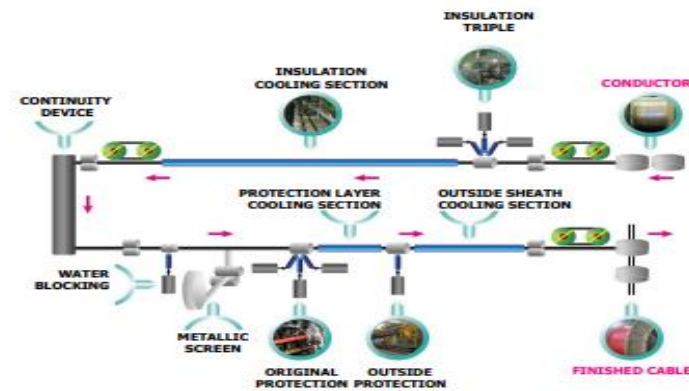 INSULATION
TRIPLE
INSULATION
COOLING SECTION
CONDUCTOR
CONTINUITY
DEVICE
PROTECTION LAYER
COOLING SECTION
OUTSIDE SHEATH
COOLING SECTION
WATER
BLOCKING
METALLIC
SCREEN
ORIGINAL
PROTECTION
OUTSIDE
PROTECTION
FINISHED CABLE